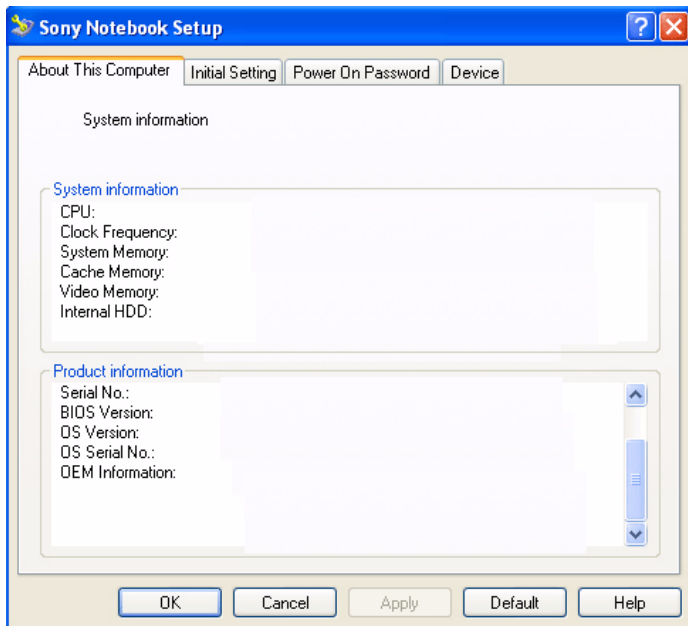 Sony Notebook Setup
About This Computer
Initial Setting
Power On Password
Device
System information
System information
CPU:
Clock Frequency:
System Memory:
Cache Memory:
Video Memory:
Internal HDD:
Product information
Serial No.:
BIOS Version:
OS Version:
OS Serial No.:
OEM Information:
OK
Cancel
Apply
Default
Help